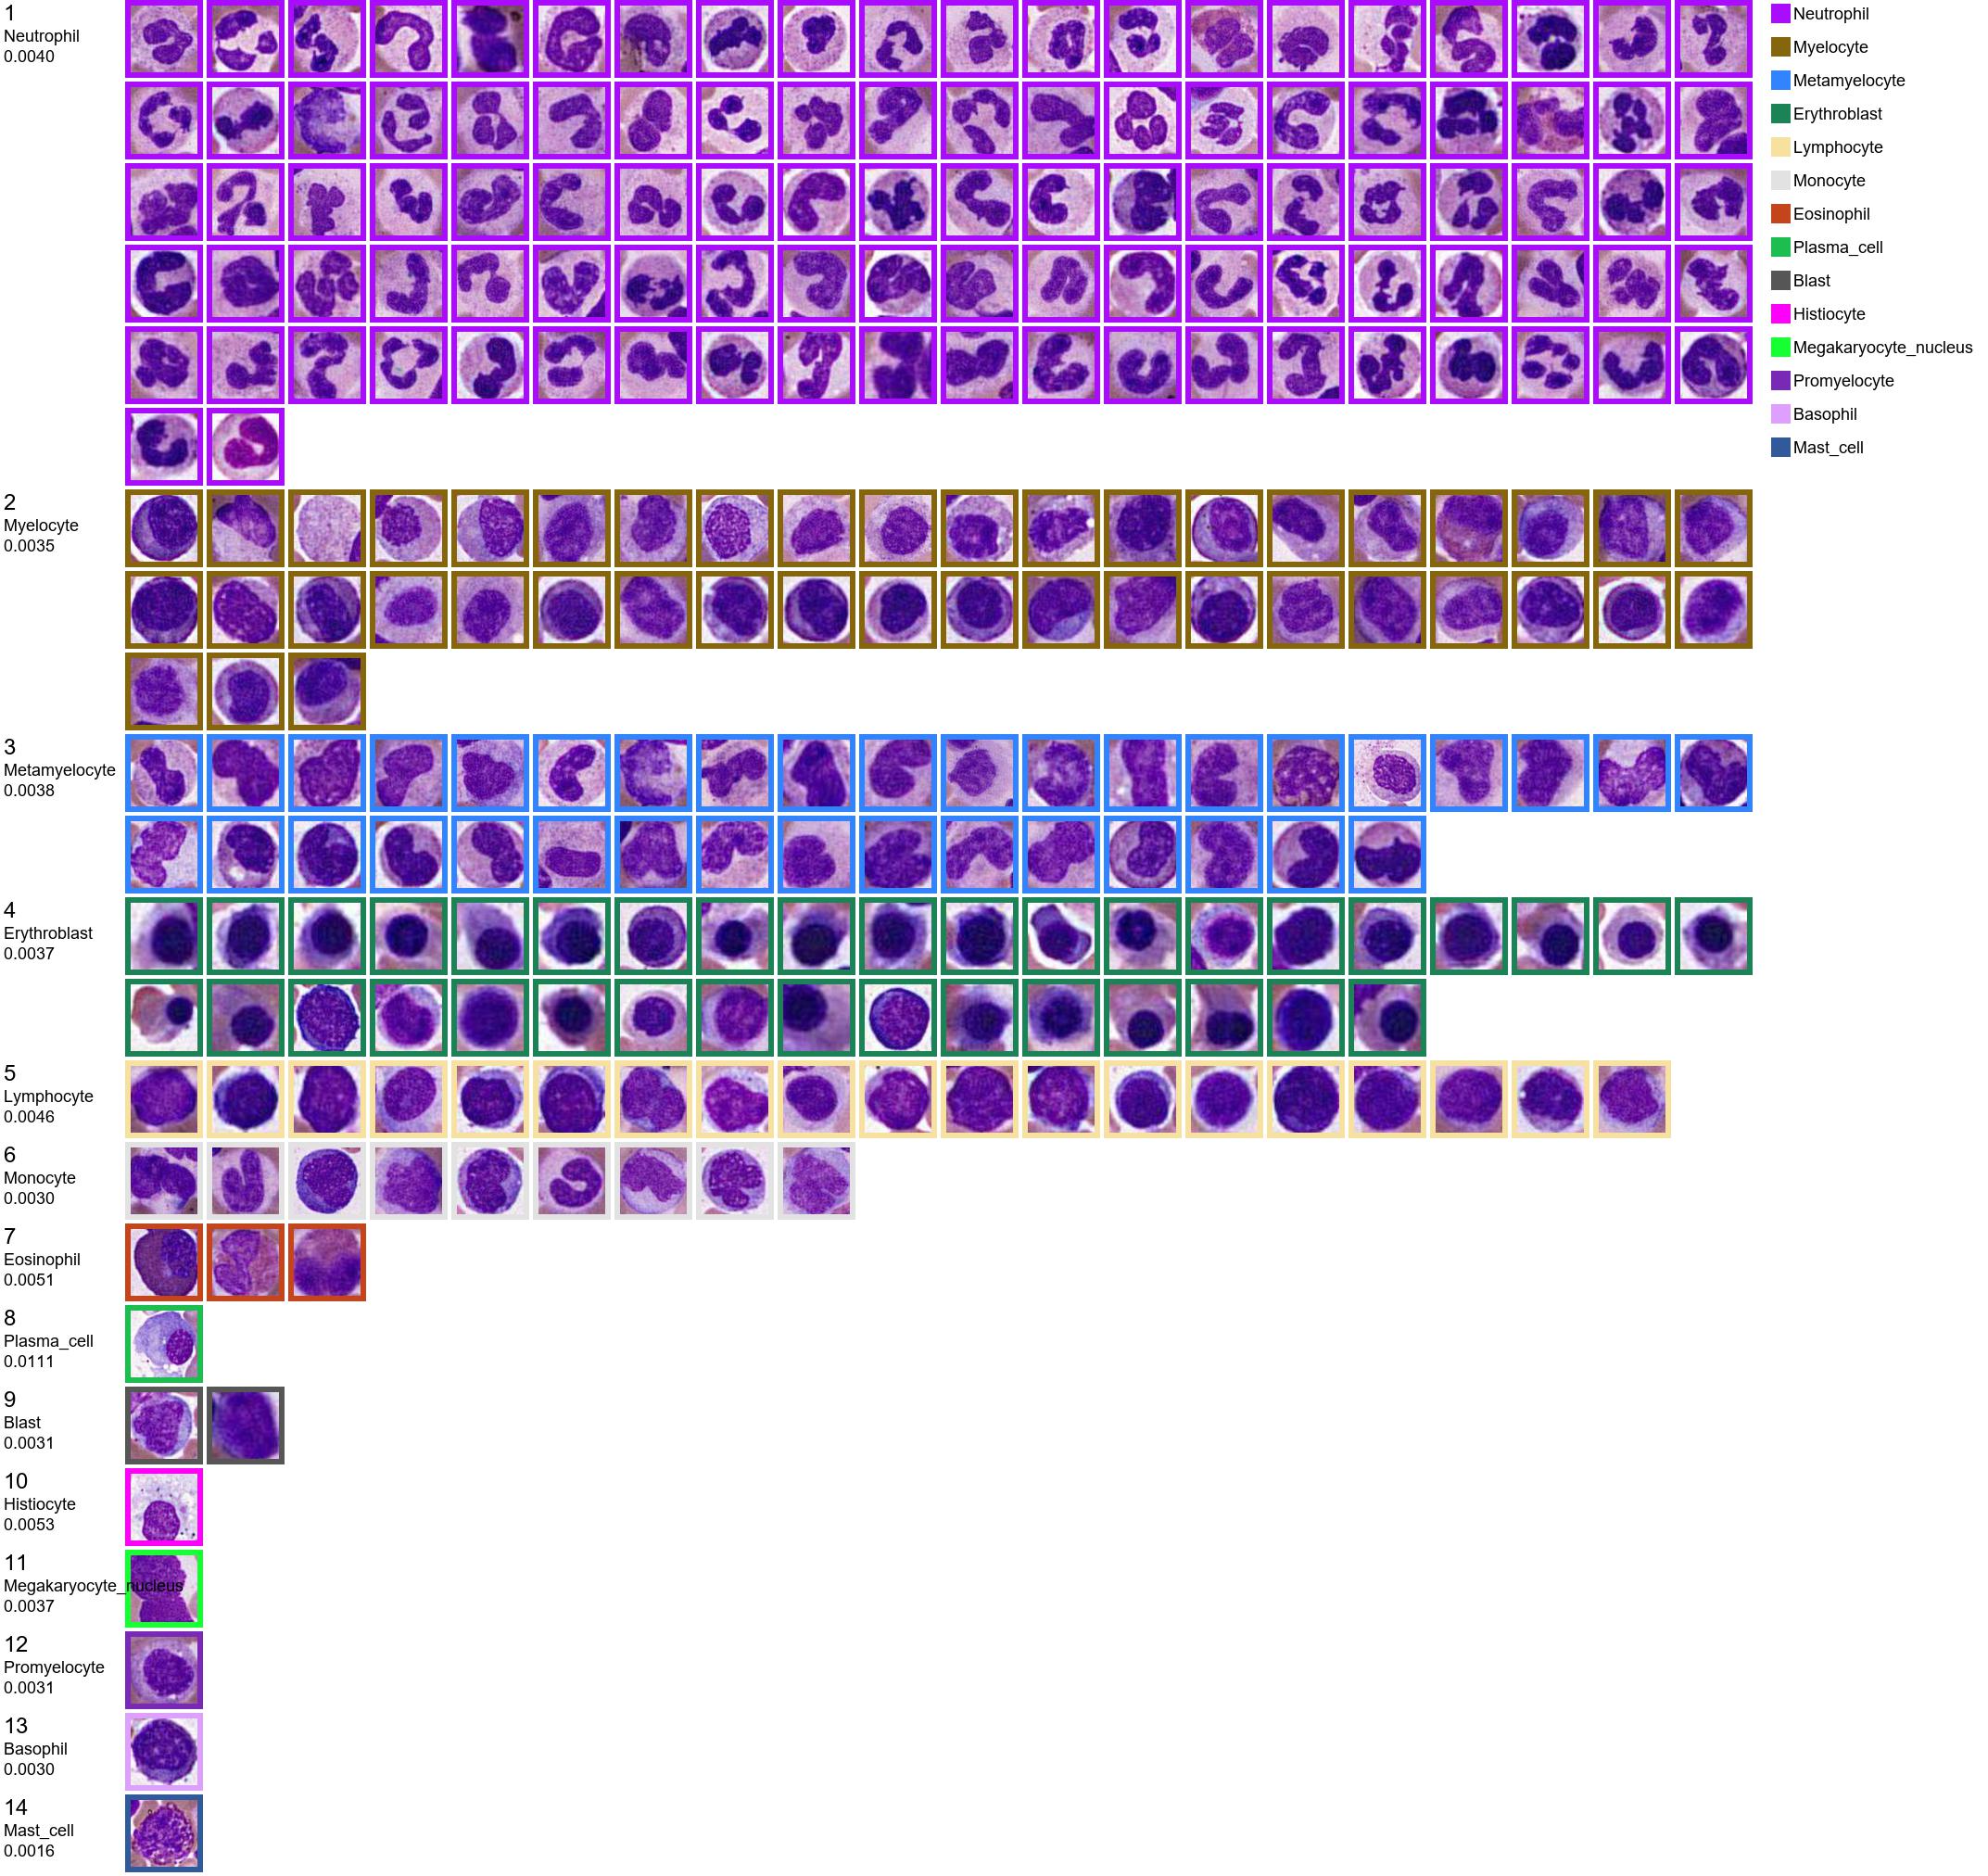 1
Neutrophil
0.0040
2
Myelocyte
0.0035
3
Metamyelocyte
0.0038
4
Erythroblast
0.0037
5
Lymphocyte
0.0046
6
Monocyte
0.0030
7
Eosinophil
0.0051
8
Plasma_cell
0.0111
9
Blast
0.0031
10
Histiocyte
0.0053
11
Megakaryocyte_nucleus
0.0037
12
Promyelocyte
0.0031
13
Basophil
0.0030
14
Mast_cell
0.0016
Neutrophil
Myelocyte
Metamyelocyte
Erythroblast
Lymphocyte
Monocyte
Eosinophil
Plasma_cell
Blast
Histiocyte
Megakaryocyte_nucleus
Promyelocyte
Basophil
Mast_cell